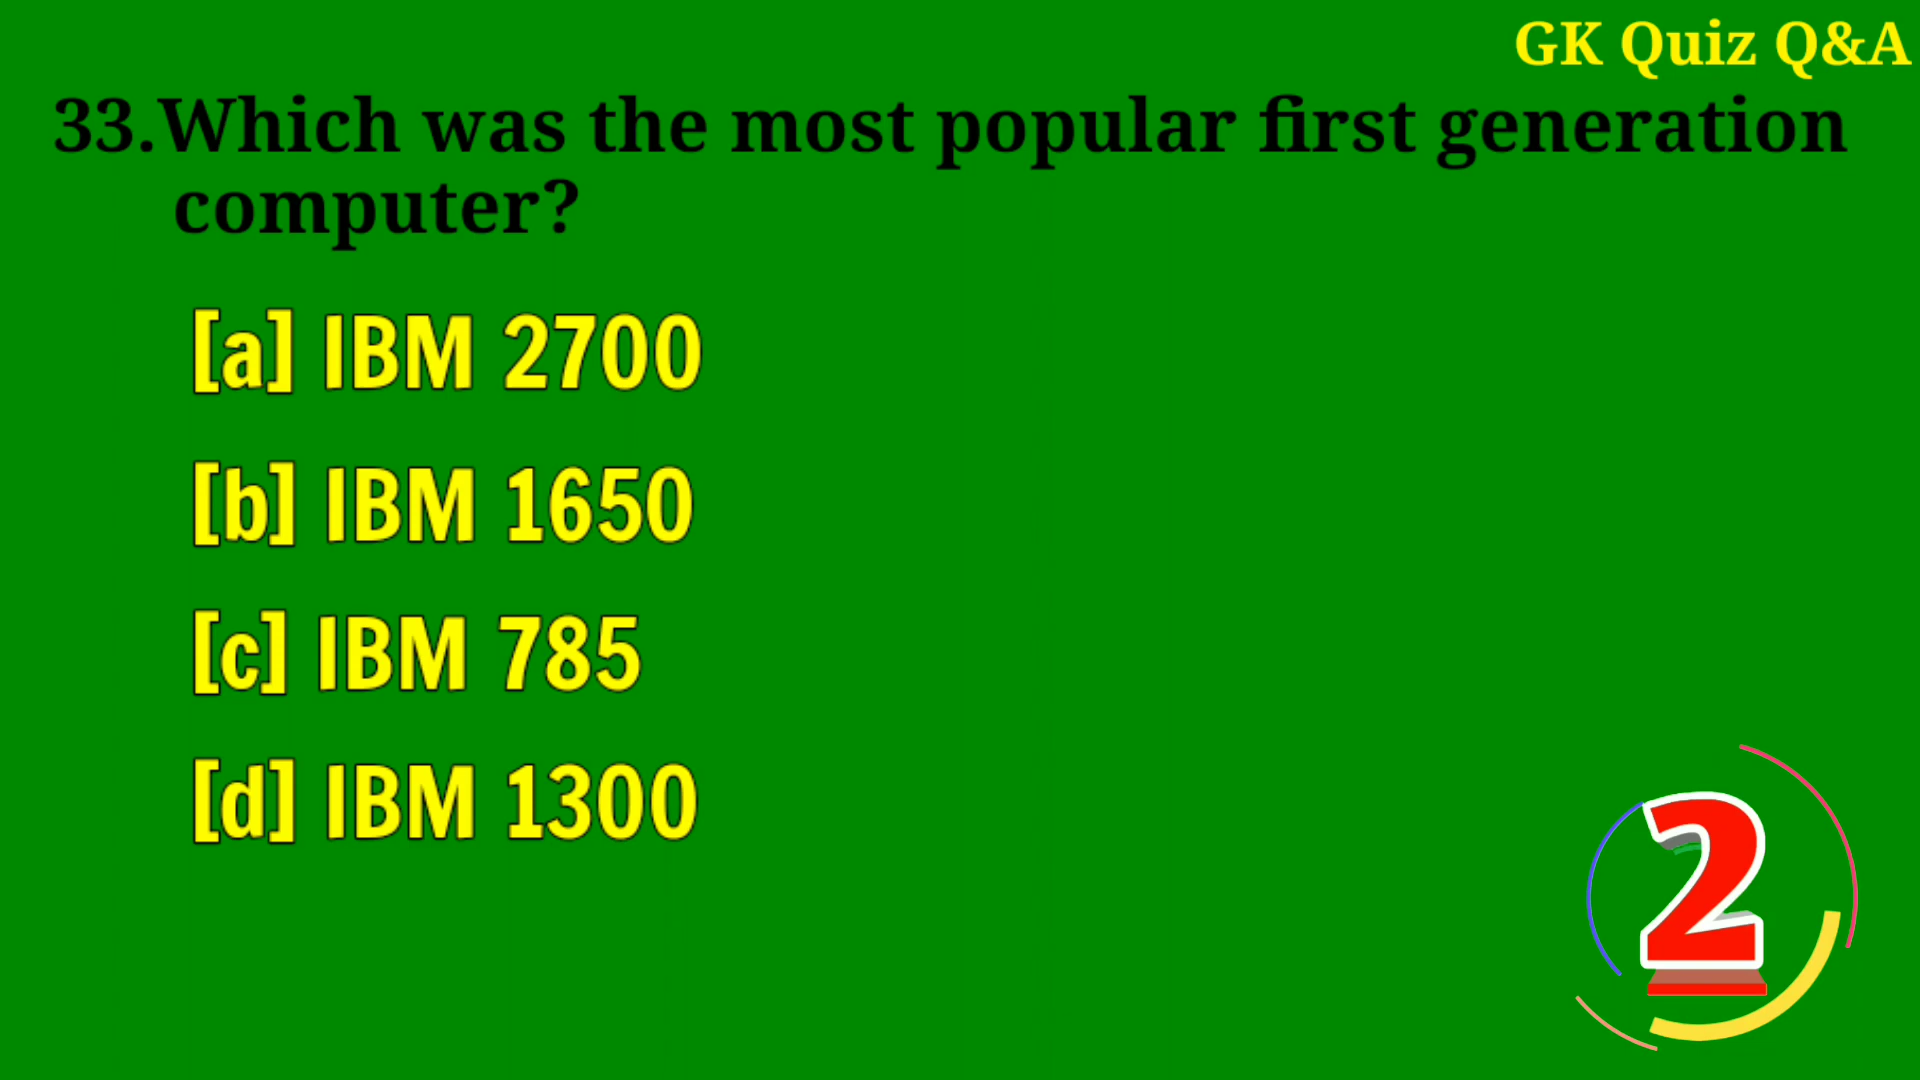 GK Quiz Q&A
33.Which was the most popular first generation
computer?
[a] IBM 2700
[b] IBM 1650
[c] IBM 785
[d] IBM 1300
2